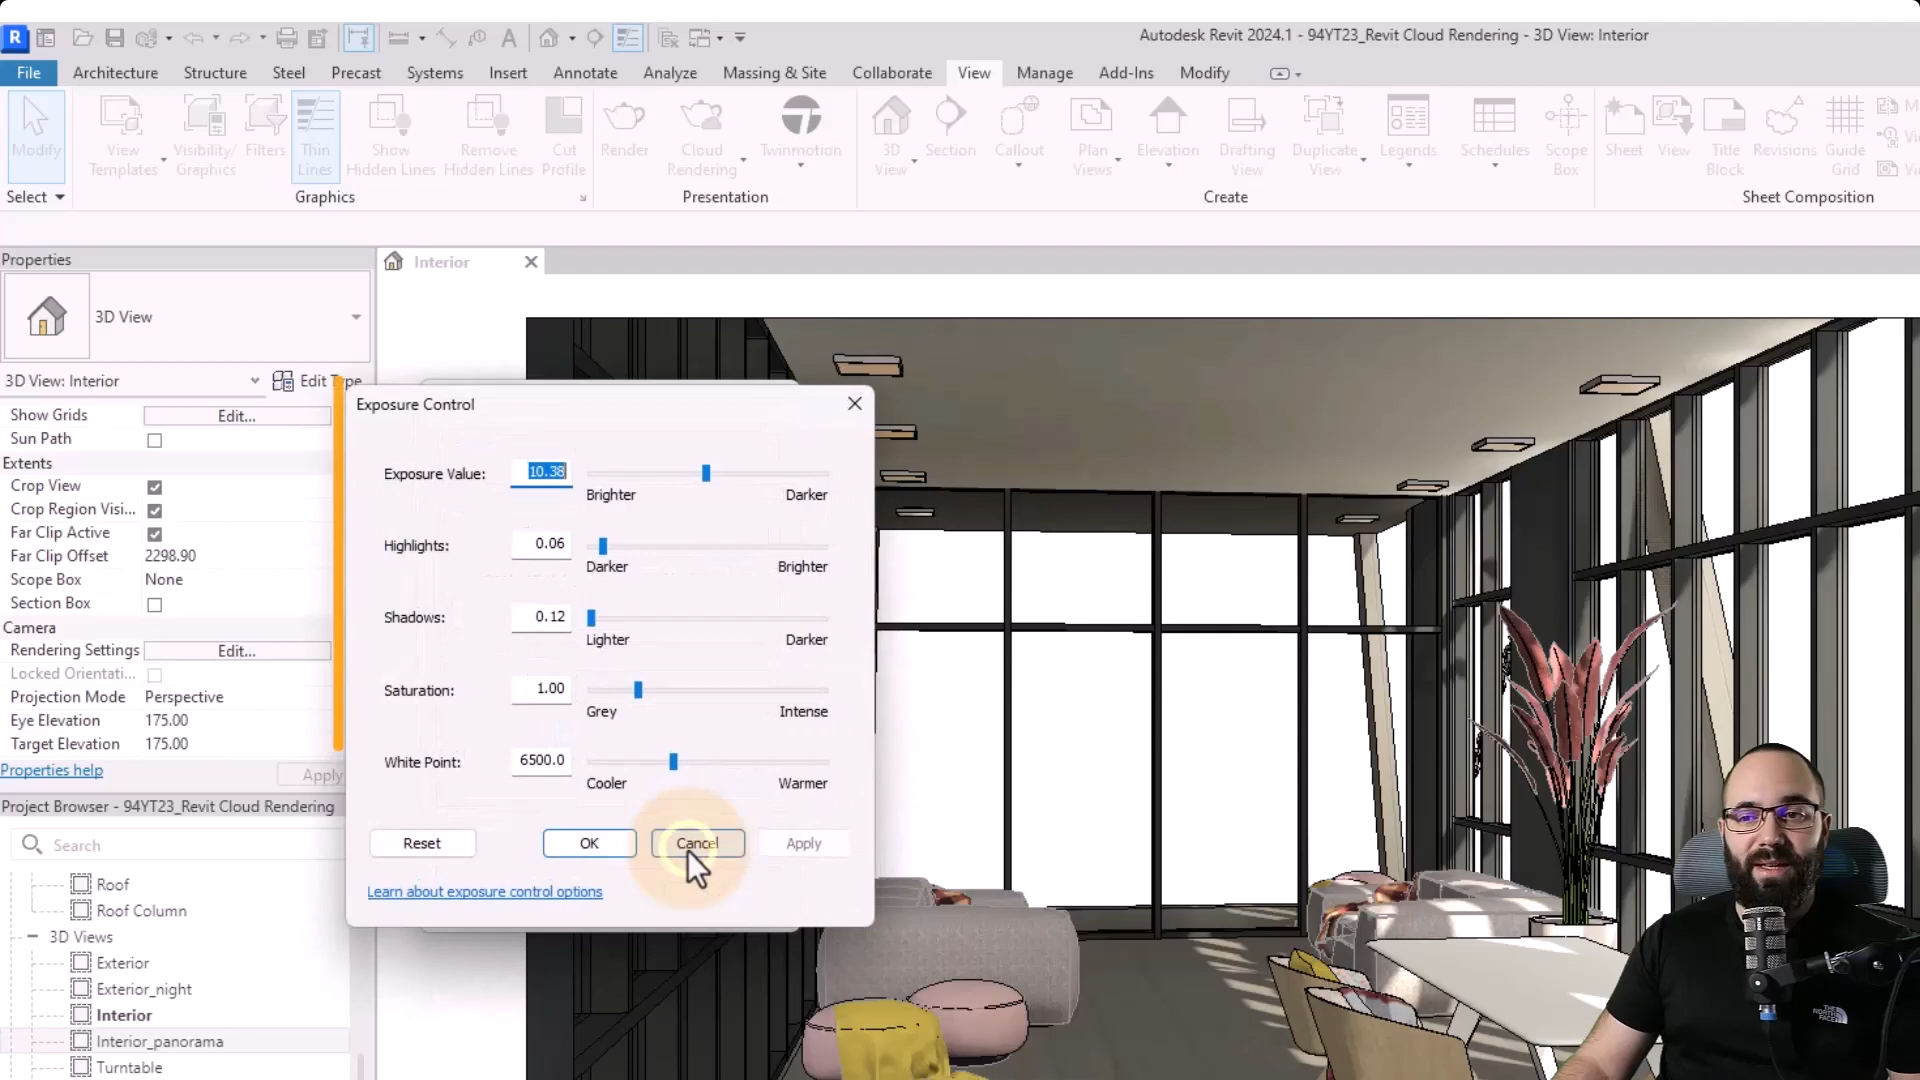 R
A
Autodesk Revit 2024.1 - 94YT23_Revit Cloud Rendering - 3D View: Interior
File Architecture Structure Steel Precast Systems Insert Annotate Analyze Massing & Site Collaborate View Manage Add-Ins Modify
Modify
View
Templates
Visibility/
Graphics
Filters
Thin
Lines
Show
Hidden Lines
Remove
Hidden Lines
Cut
Profile
Render
Cloud
Rendering
Twinmotion
3D
View
Section
Callout
Plan
Views
Elevation
Drafting
View
Duplicate
View
Legends
Schedules
Scope
Box
Sheet
View
Title
Block
Revisions
Guide
Grid
Select
Graphics
Presentation
Create
Sheet Composition
Properties
Interior
3D View
3D View: Interior
Edit Type
Show Grids Edit...
Sun Path
Extents
Crop View
Crop Region Visi...
Far Clip Active
Far Clip Offset 2298.90
Scope Box None
Section Box
Camera
Rendering Settings Edit...
Locked Orientati...
Projection Mode Perspective
Eye Elevation 175.00
Target Elevation 175.00
Properties help
Apply
Project Browser - 94YT23_Revit Cloud Rendering
Search
Roof
Roof Column
3D Views
Exterior
Exterior_night
Interior
Interior_panorama
Turntable
Exposure Control
Exposure Value: 10.38
Brighter Darker
Highlights: 0.06
Darker Brighter
Shadows: 0.12
Lighter Darker
Saturation: 1.00
Grey Intense
White Point: 6500.0
Cooler Warmer
Reset OK Cancel Apply
Learn about exposure control options
THE
NORTH
FACE